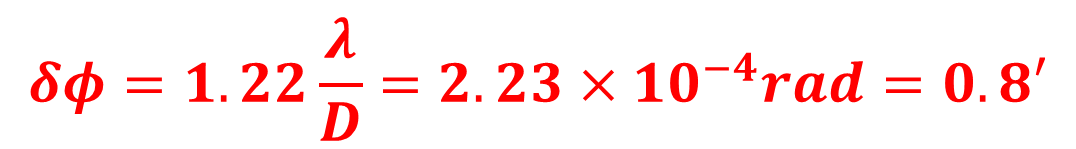 δϕ = 1.22 λ/D = 2.23 × 10⁻⁴rad = 0.8′